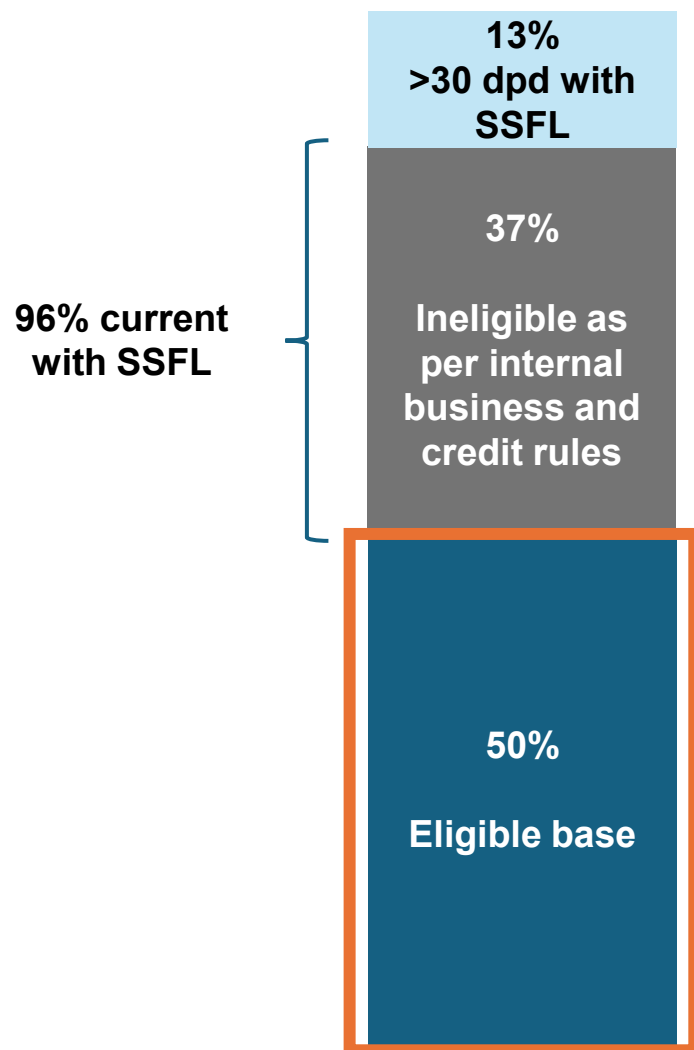 13%
>30 dpd with
SSFL
37%
96% current
with SSFL
Ineligible as
per internal
business and
credit rules
50%
Eligible base